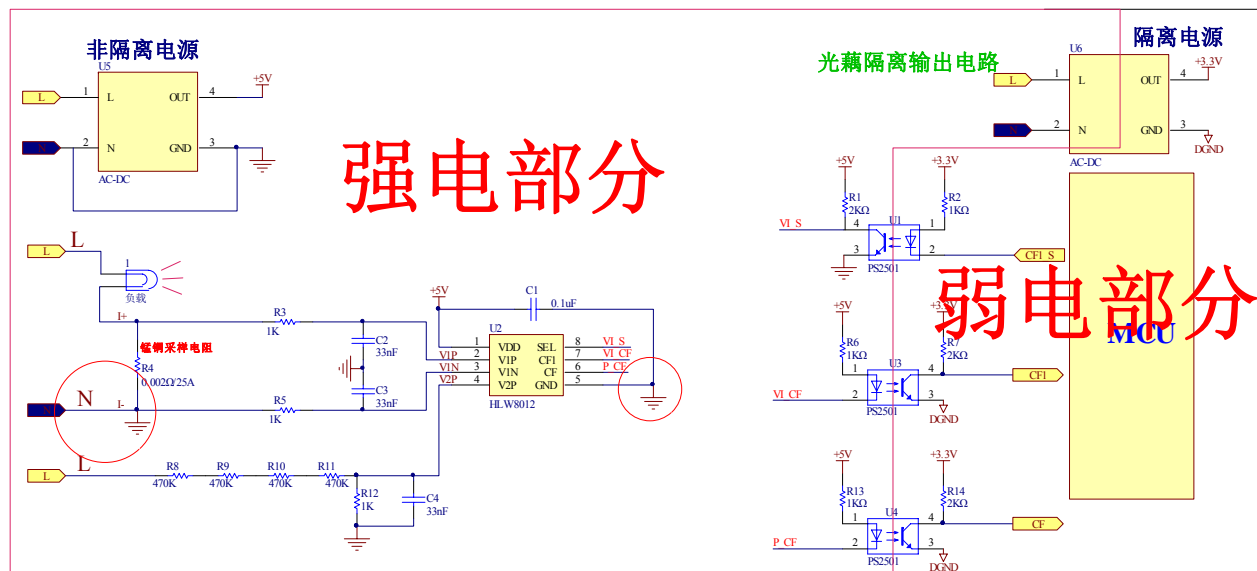 非隔离电源
U5
L
1
L
OUT
4
+5V
2
N
GND
3
AC-DC
强电部分
光藕隔离输出电路
隔离电源
U6
L
1
L
OUT
4
+3.3V
N
2
N
GND
3
DGND
AC-DC
L
L
1
负载
I+
锰铜采样电阻
R4
0.002Ω/25A
N
I-
R3
1K
R5
1K
C2
33nF
C3
33nF
V1P
V1N
V2P
+5V
C1
0.1uF
U2
1
VDD
SEL
8
VI_S
2
V1P
CF1
7
VI_CF
3
V1N
CF
6
P_CF
4
V2P
GND
5
HLW8012
L
L
R8
470K
R9
470K
R10
470K
R11
470K
R12
1K
C4
33nF
+5V
R1
2KΩ
+3.3V
R2
1KΩ
VI_S
4
3
U1
1
2
PS2501
CF1_S
弱电部分
MCU
+5V
R6
1KΩ
+3.3V
R7
2KΩ
VI_CF
1
2
U3
4
3
PS2501
CF1
DGND
+5V
R13
1KΩ
+3.3V
R14
2KΩ
P_CF
1
2
U4
4
3
PS2501
CF
DGND